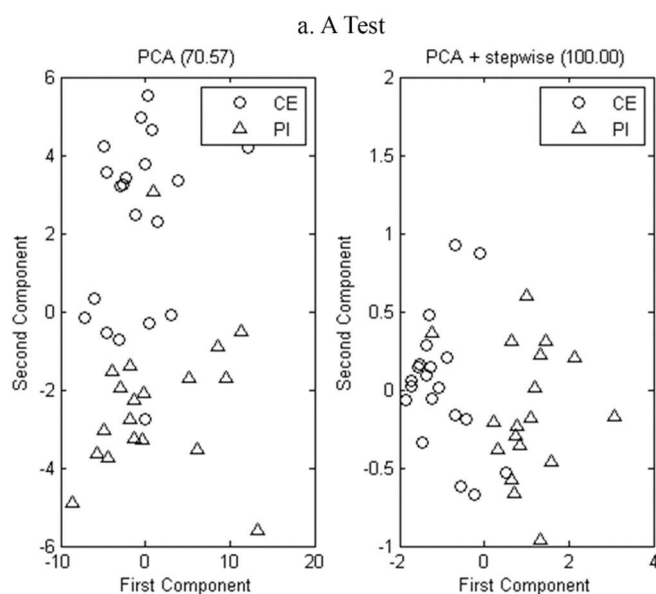 a. A Test
PCA (70.57)
6
4
2
0
-2
-4
-6
-10
0
10
20
Second Component
First Component
CE
PI
PCA + stepwise (100.00)
2
1.5
1
0.5
0
-0.5
-1
-2
0
2
4
Second Component
First Component
CE
PI